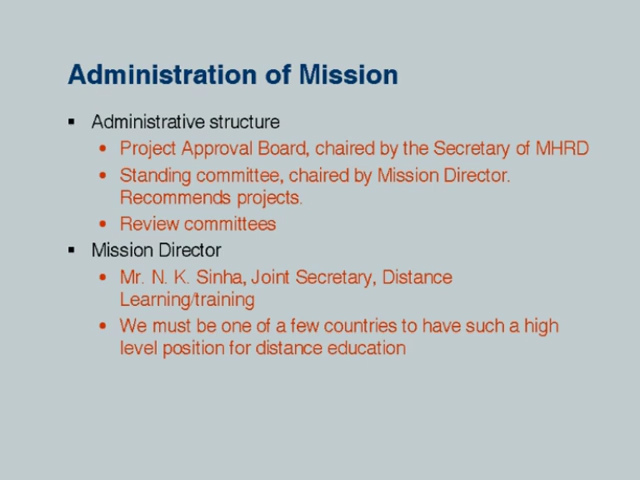 Administration of Mission
▪ Administrative structure
• Project Approval Board, chaired by the Secretary of MHRD
• Standing committee, chaired by Mission Director.
Recommends projects.
• Review committees
▪ Mission Director
• Mr. N. K. Sinha, Joint Secretary, Distance
Learning/training
• We must be one of a few countries to have such a high
level position for distance education